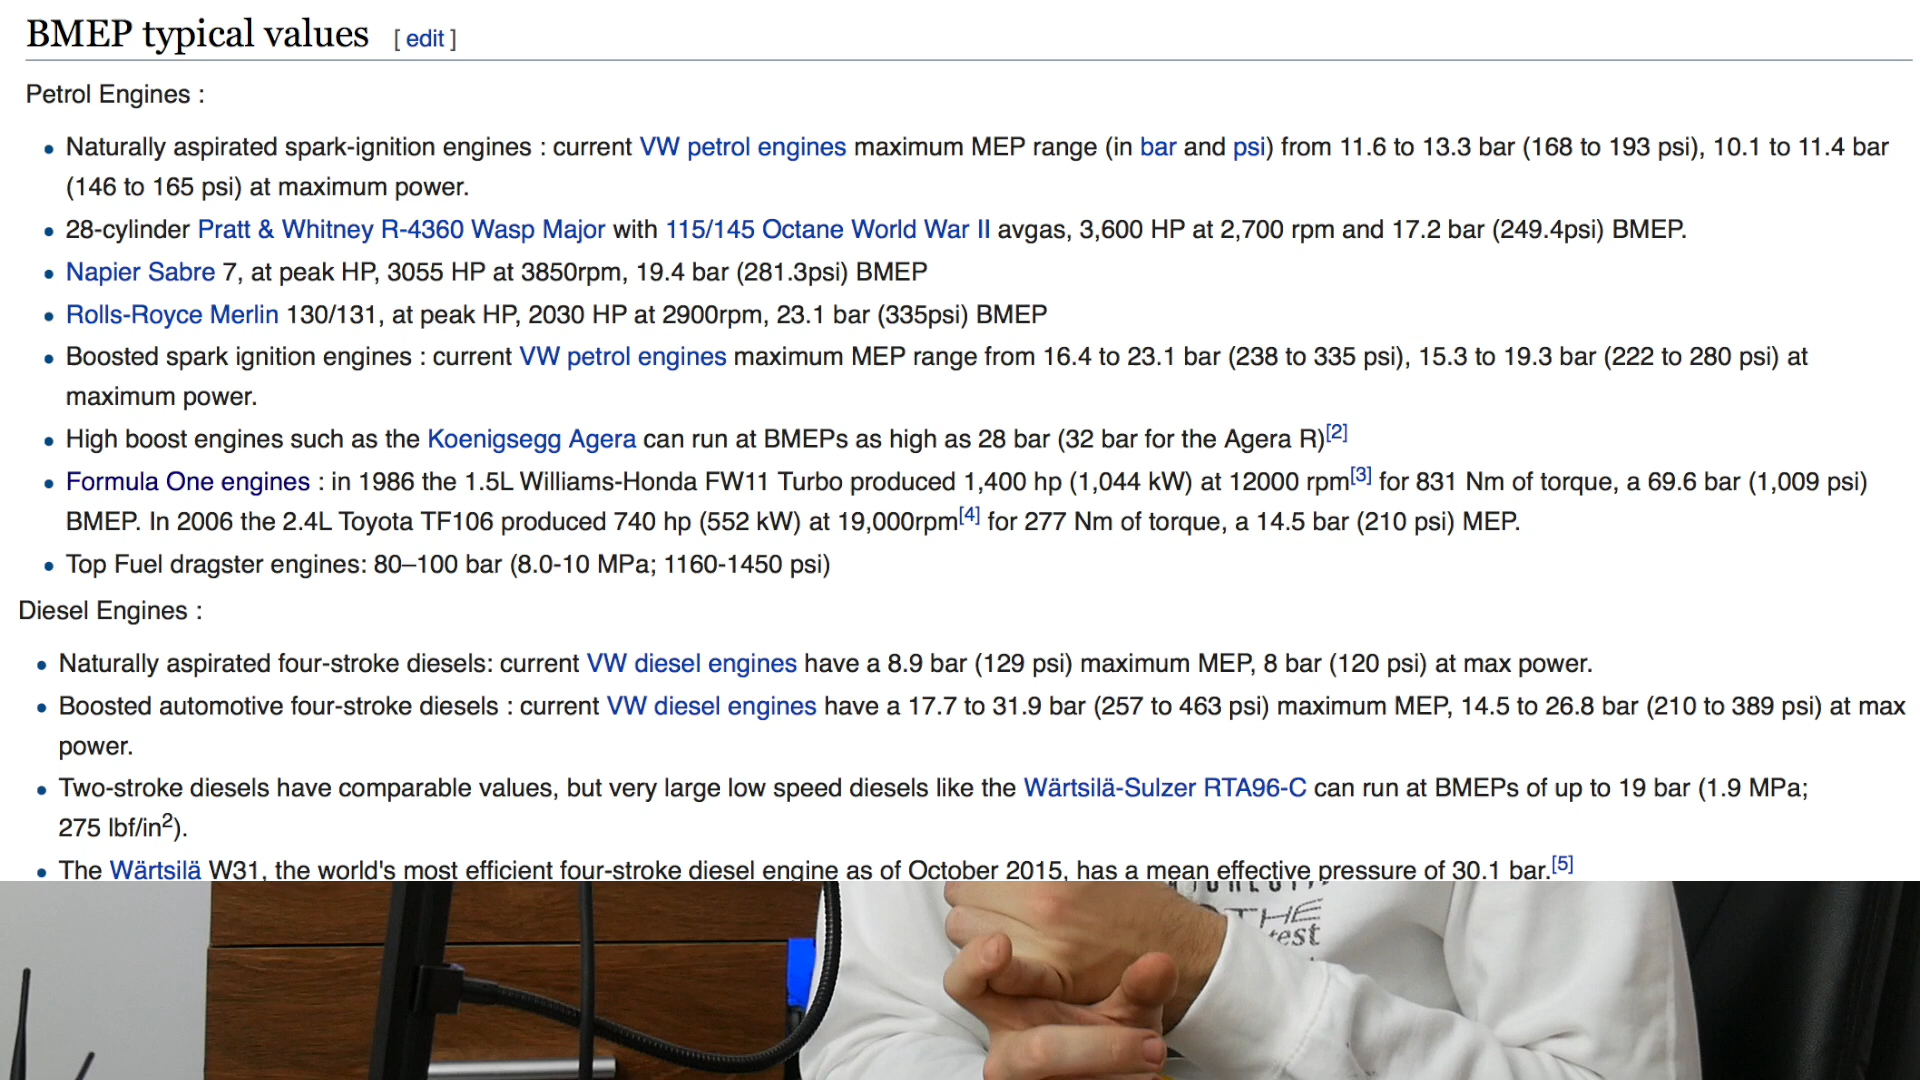 BMEP typical values [ edit ]
Petrol Engines :
• Naturally aspirated spark-ignition engines : current VW petrol engines maximum MEP range (in bar and psi) from 11.6 to 13.3 bar (168 to 193 psi), 10.1 to 11.4 bar
(146 to 165 psi) at maximum power.
• 28-cylinder Pratt & Whitney R-4360 Wasp Major with 115/145 Octane World War II avgas, 3,600 HP at 2,700 rpm and 17.2 bar (249.4psi) BMEP.
• Napier Sabre 7, at peak HP, 3055 HP at 3850rpm, 19.4 bar (281.3psi) BMEP
• Rolls-Royce Merlin 130/131, at peak HP, 2030 HP at 2900rpm, 23.1 bar (335psi) BMEP
• Boosted spark ignition engines : current VW petrol engines maximum MEP range from 16.4 to 23.1 bar (238 to 335 psi), 15.3 to 19.3 bar (222 to 280 psi) at
maximum power.
• High boost engines such as the Koenigsegg Agera can run at BMEPs as high as 28 bar (32 bar for the Agera R)[2]
• Formula One engines : in 1986 the 1.5L Williams-Honda FW11 Turbo produced 1,400 hp (1,044 kW) at 12000 rpm[3] for 831 Nm of torque, a 69.6 bar (1,009 psi)
BMEP. In 2006 the 2.4L Toyota TF106 produced 740 hp (552 kW) at 19,000rpm[4] for 277 Nm of torque, a 14.5 bar (210 psi) MEP.
• Top Fuel dragster engines: 80–100 bar (8.0-10 MPa; 1160-1450 psi)
Diesel Engines :
• Naturally aspirated four-stroke diesels: current VW diesel engines have a 8.9 bar (129 psi) maximum MEP, 8 bar (120 psi) at max power.
• Boosted automotive four-stroke diesels : current VW diesel engines have a 17.7 to 31.9 bar (257 to 463 psi) maximum MEP, 14.5 to 26.8 bar (210 to 389 psi) at max
power.
• Two-stroke diesels have comparable values, but very large low speed diesels like the Wärtsilä-Sulzer RTA96-C can run at BMEPs of up to 19 bar (1.9 MPa;
275 lbf/in²).
• The Wärtsilä W31, the world's most efficient four-stroke diesel engine as of October 2015, has a mean effective pressure of 30.1 bar.[5]
THE